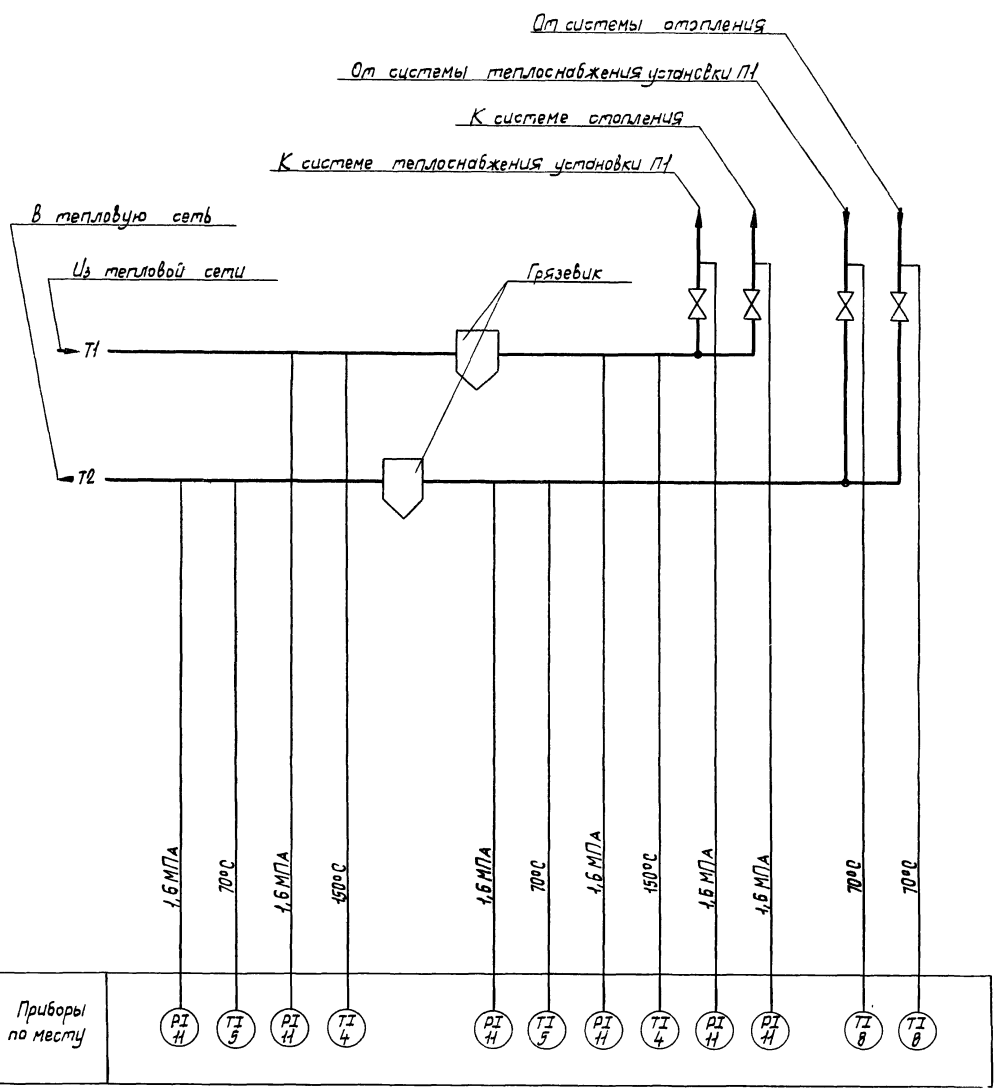 От системы отопления
От системы теплоснабжения установки П1
К системе отопления
К системе теплоснабжения установки П1
В тепловую сеть
Из тепловой сети
Грязевик
Т1
Т2
1,6 МПА
70°С
1,6 МПА
150°С
1,6 МПА
70°С
1,6 МПА
150°С
1,6 МПА
1,6 МПА
70°С
70°С
Приборы
по месту
PI
11
TI
5
PI
11
TI
4
PI
11
TI
5
PI
11
TI
4
PI
11
PI
11
TI
8
TI
8